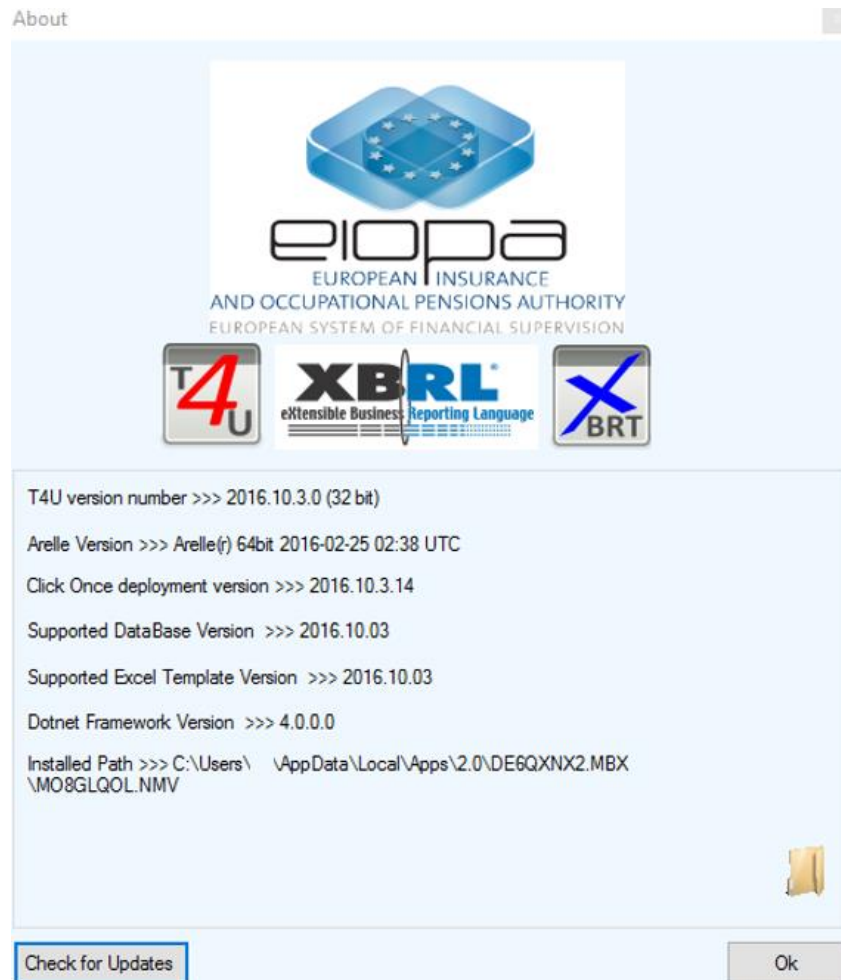 About
eiopa
EUROPEAN INSURANCE
AND OCCUPATIONAL PENSIONS AUTHORITY
EUROPEAN SYSTEM OF FINANCIAL SUPERVISION
T4U
XBRL
eXtensible Business Reporting Language
XBRT
T4U version number >>> 2016.10.3.0 (32 bit)
Arelle Version >>> Arelle(r) 64bit 2016-02-25 02:38 UTC
Click Once deployment version >>> 2016.10.3.14
Supported DataBase Version >>> 2016.10.03
Supported Excel Template Version >>> 2016.10.03
Dotnet Framework Version >>> 4.0.0.0
Installed Path >>> C:\Users\ \AppData\Local\Apps\2.0\DE6QXNX2.MBX
\MO8GLQOL.NMV
Check for Updates
Ok